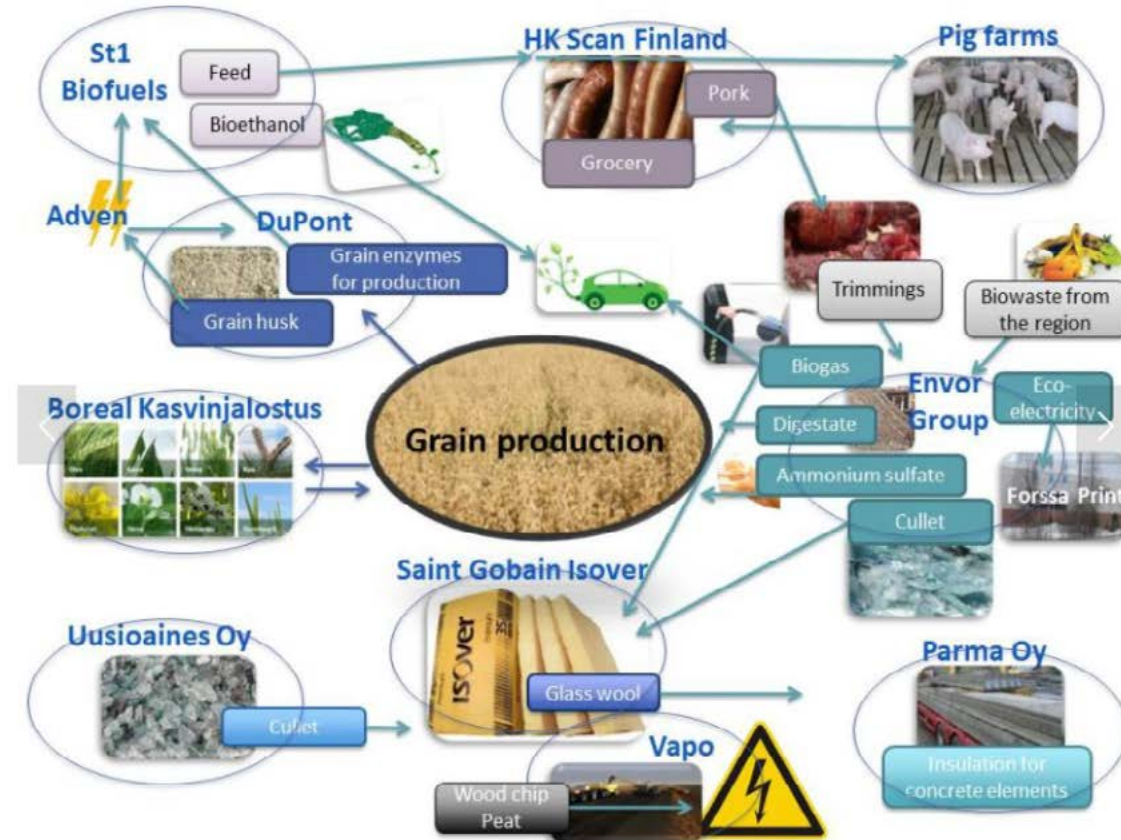 St1
Biofuels
Feed
Bioethanol
HK Scan Finland
Pork
Grocery
Pig farms
Adven
DuPont
Grain enzymes
for production
Grain husk
Trimmings
Biowaste from
the region
Boreal Kasvinjalostus
Grain production
Biogas
Digestate
Ammonium sulfate
Cullet
Envor
Group
Eco-
electricity
Forssa Print
Saint Gobain Isover
isover
Glass wool
Uusioaines Oy
Cullet
Vapo
Wood chip
Peat
Parma Oy
Insulation for
concrete elements